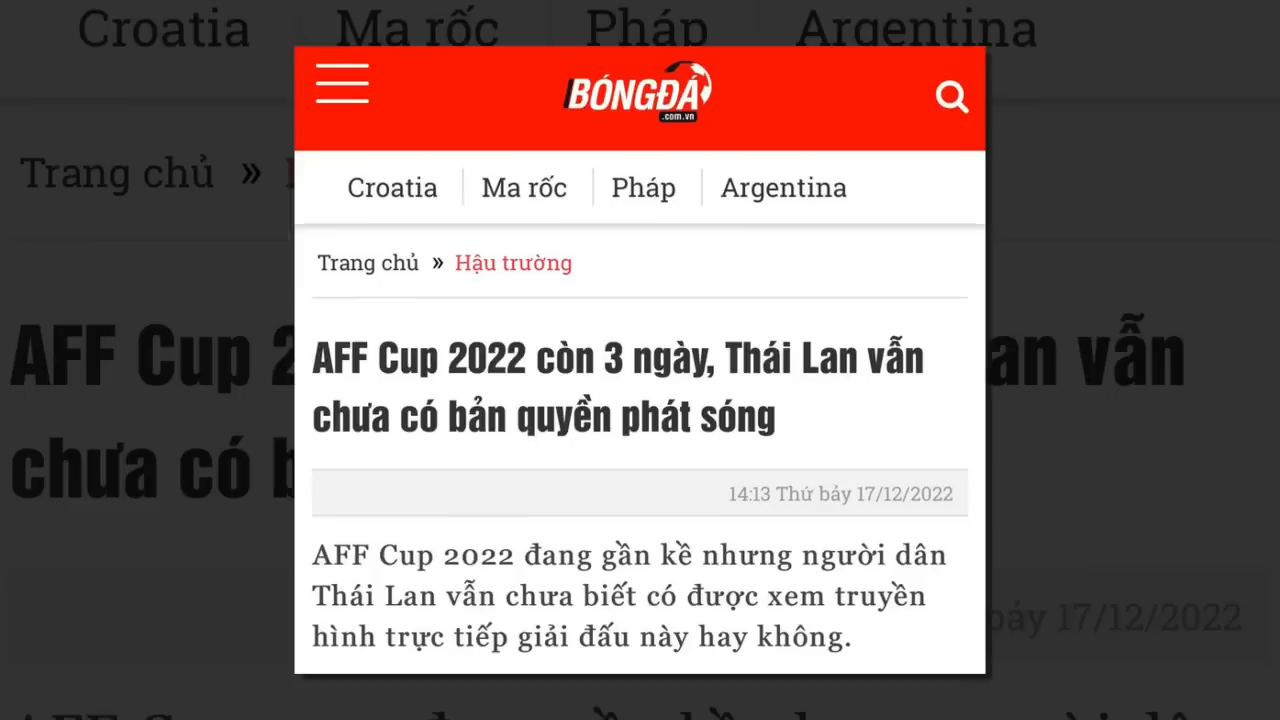 Croatia Ma rốc Pháp Argentina
BÓNGĐÁ
.com.vn
Croatia Ma rốc Pháp Argentina
Trang chủ »
Trang chủ » Hậu trường
AFF Cup 2022 còn 3 ngày, Thái Lan vẫn
chưa có bản quyền phát sóng
14:13 Thứ bảy 17/12/2022
AFF Cup 2022 đang gần kề nhưng người dân
Thái Lan vẫn chưa biết có được xem truyền
hình trực tiếp giải đấu này hay không.
AFF Cup
an vẫn
chưa có
bảy 17/12/2022